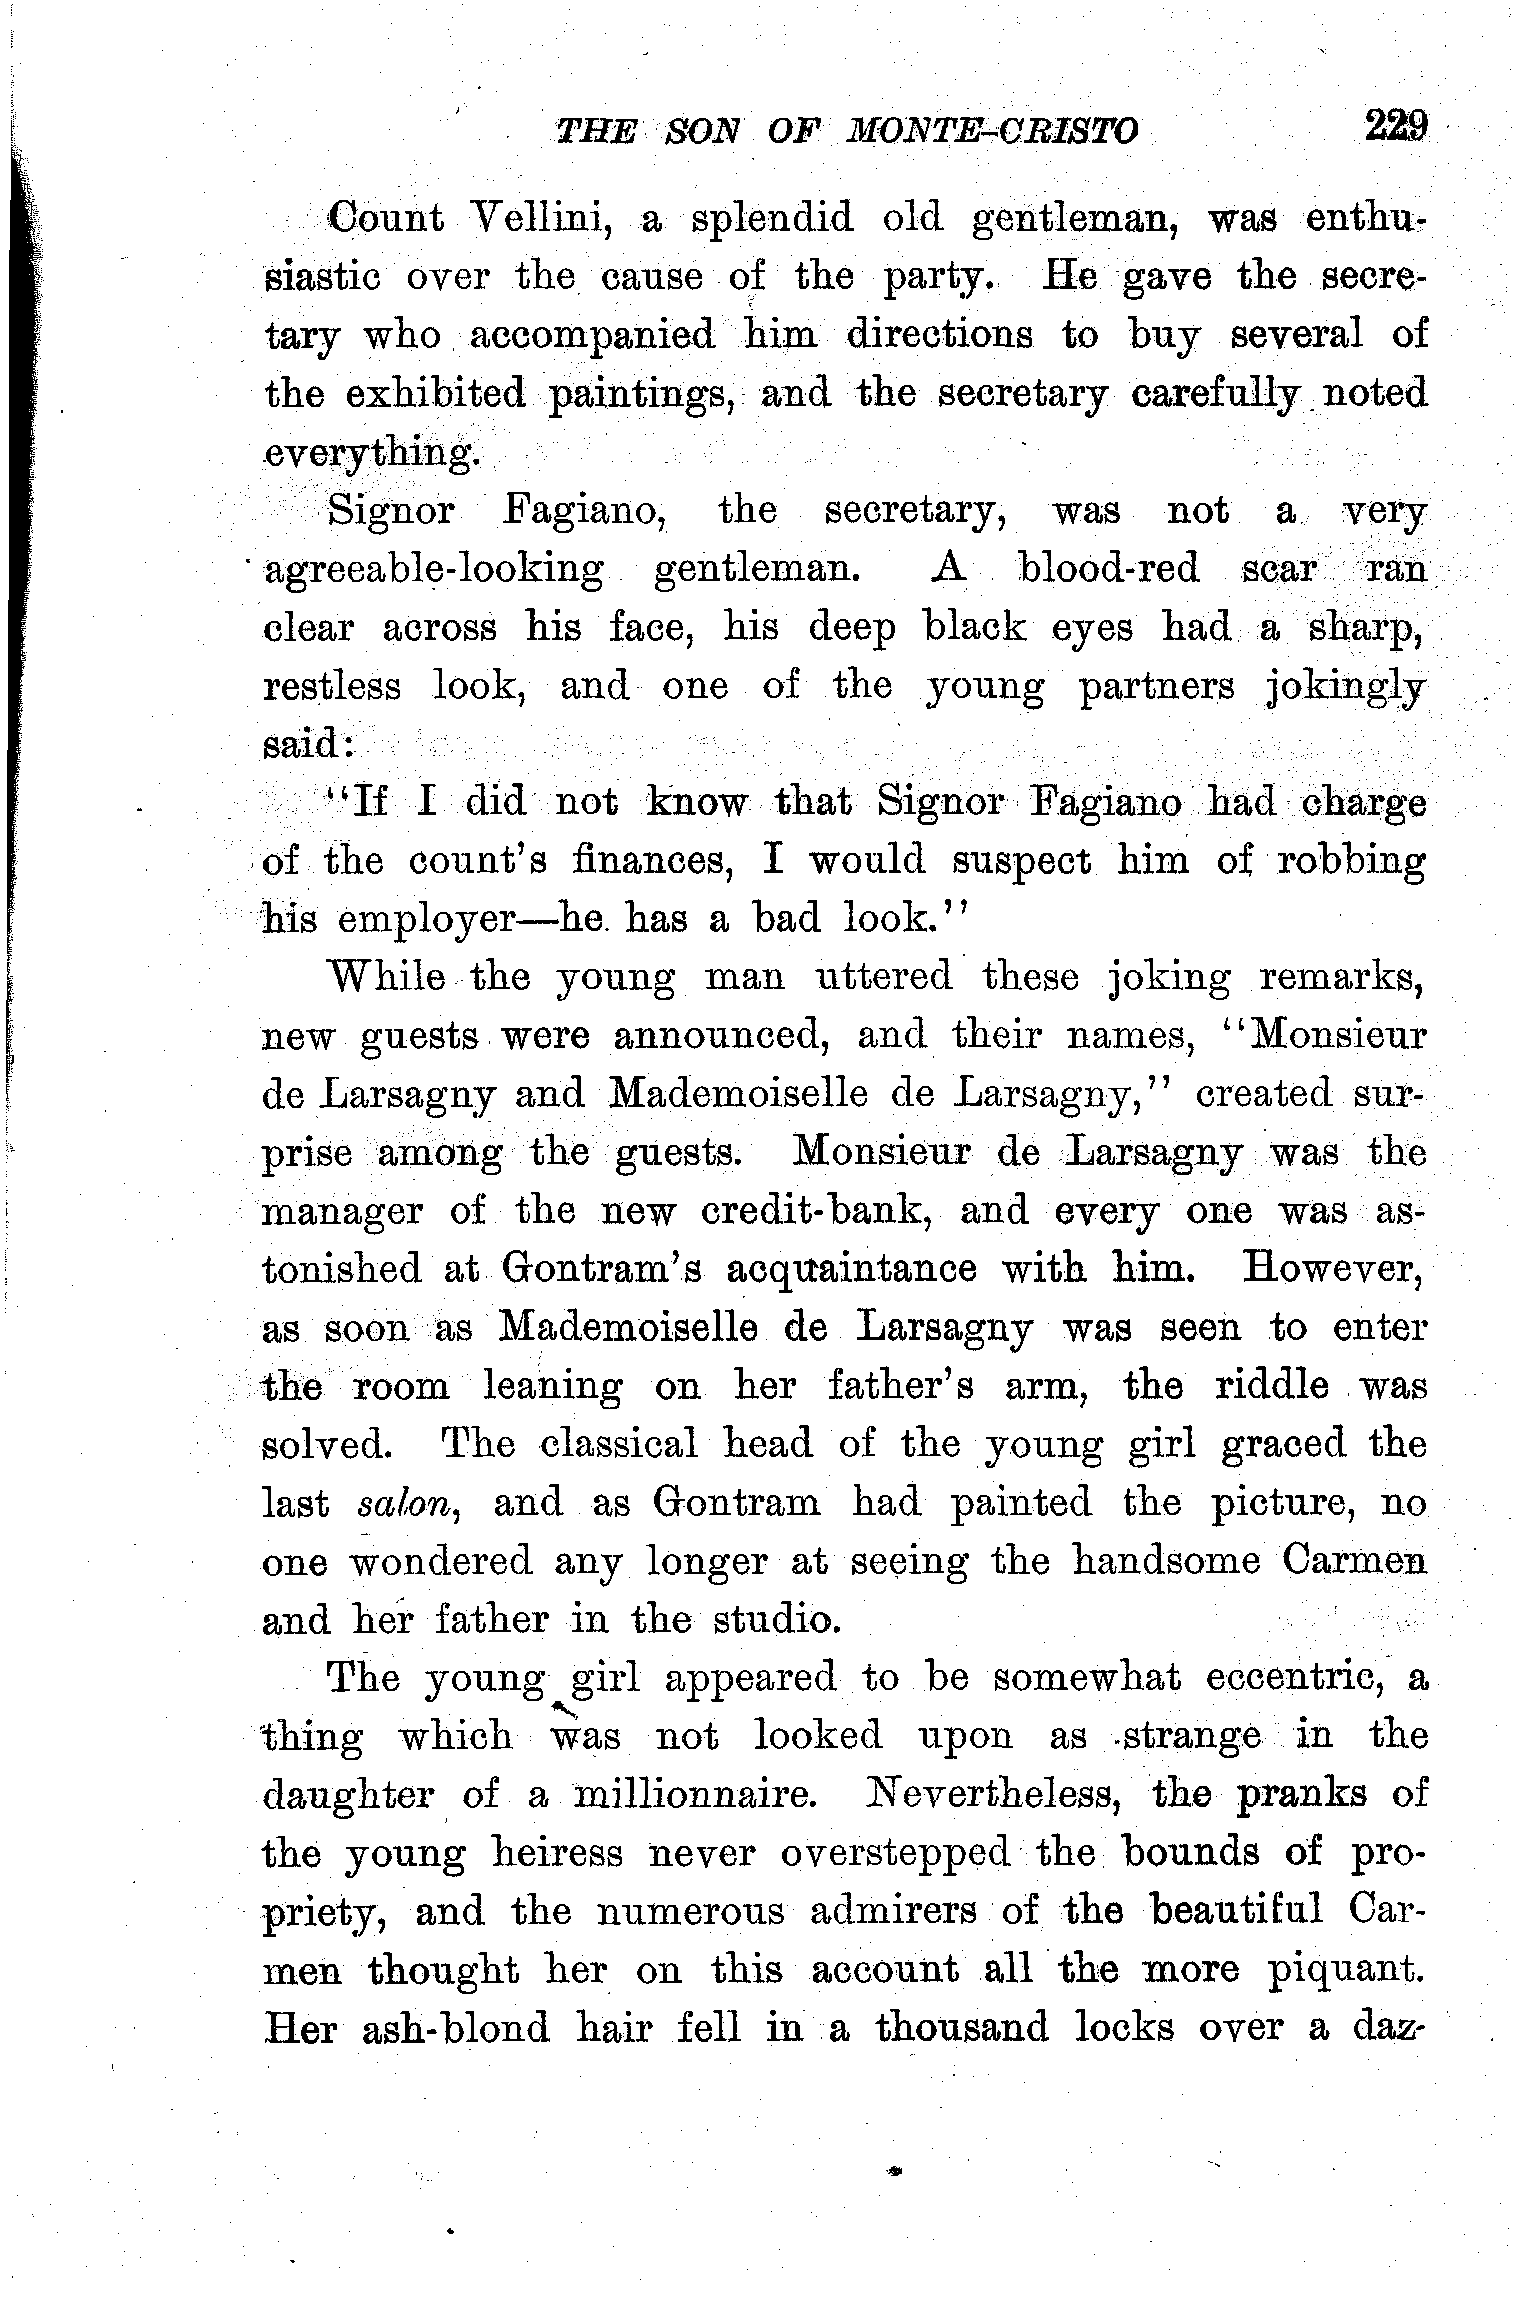 THE SON OF MONTE-CRISTO 229
Count Vellini, a splendid old gentleman, was enthu-
siastic over the cause of the party. He gave the secre-
tary who accompanied him directions to buy several of
the exhibited paintings, and the secretary carefully noted
everything.
Signor Fagiano, the secretary, was not a very
agreeable-looking gentleman. A blood-red scar ran
clear across his face, his deep black eyes had a sharp,
restless look, and one of the young partners jokingly
said:
"If I did not know that Signor Fagiano had charge
of the count's finances, I would suspect him of robbing
his employer—he has a bad look."
While the young man uttered these joking remarks,
new guests were announced, and their names, "Monsieur
de Larsagny and Mademoiselle de Larsagny," created sur-
prise among the guests. Monsieur de Larsagny was the
manager of the new credit-bank, and every one was as-
tonished at Gontram's acquaintance with him. However,
as soon as Mademoiselle de Larsagny was seen to enter
the room leaning on her father's arm, the riddle was
solved. The classical head of the young girl graced the
last salon, and as Gontram had painted the picture, no
one wondered any longer at seeing the handsome Carmen
and her father in the studio.
The young girl appeared to be somewhat eccentric, a
thing which was not looked upon as strange in the
daughter of a millionnaire. Nevertheless, the pranks of
the young heiress never overstepped the bounds of pro-
priety, and the numerous admirers of the beautiful Car-
men thought her on this account all the more piquant.
Her ash-blond hair fell in a thousand locks over a daz-